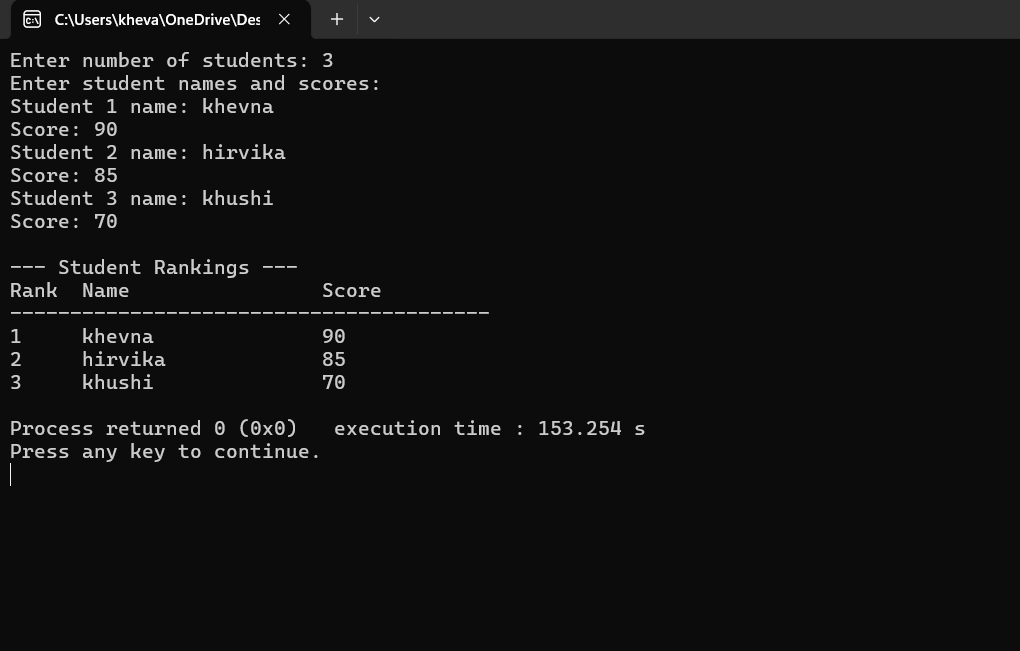 C:\Users\kheva\OneDrive\Des
Enter number of students: 3
Enter student names and scores:
Student 1 name: khevna
Score: 90
Student 2 name: hirvika
Score: 85
Student 3 name: khushi
Score: 70
--- Student Rankings ---
Rank  Name                Score
----------------------------------------
1     khevna              90
2     hirvika             85
3     khushi              70
Process returned 0 (0x0)   execution time : 153.254 s
Press any key to continue.